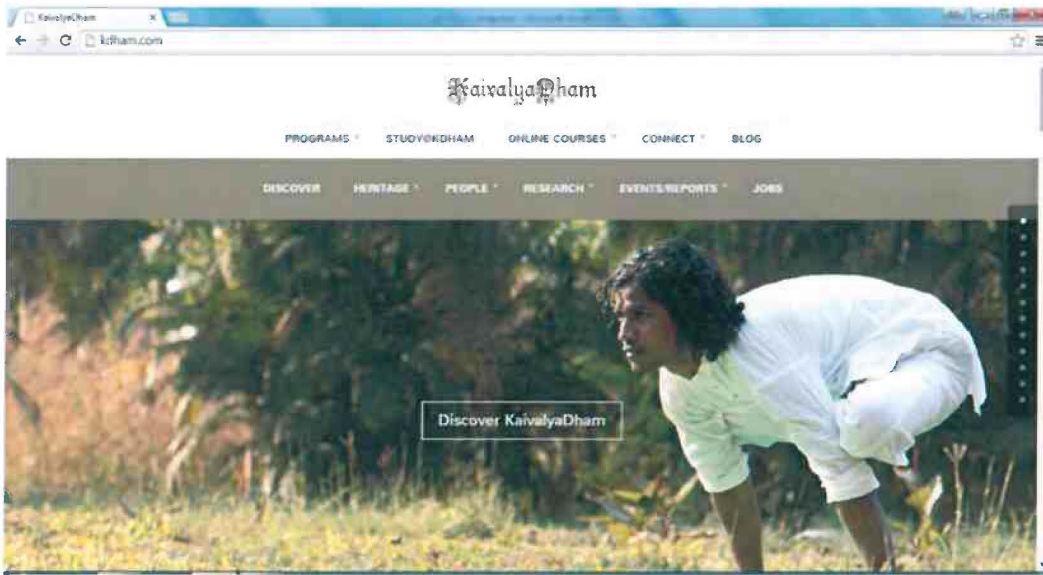 KaivalyaDham
kdham.com
KaivalyaDham
PROGRAMS STUDY@KDHAM ONLINE COURSES CONNECT BLOG
DISCOVER HERITAGE PEOPLE RESEARCH EVENTS/REPORTS JOBS
Discover KaivalyaDham